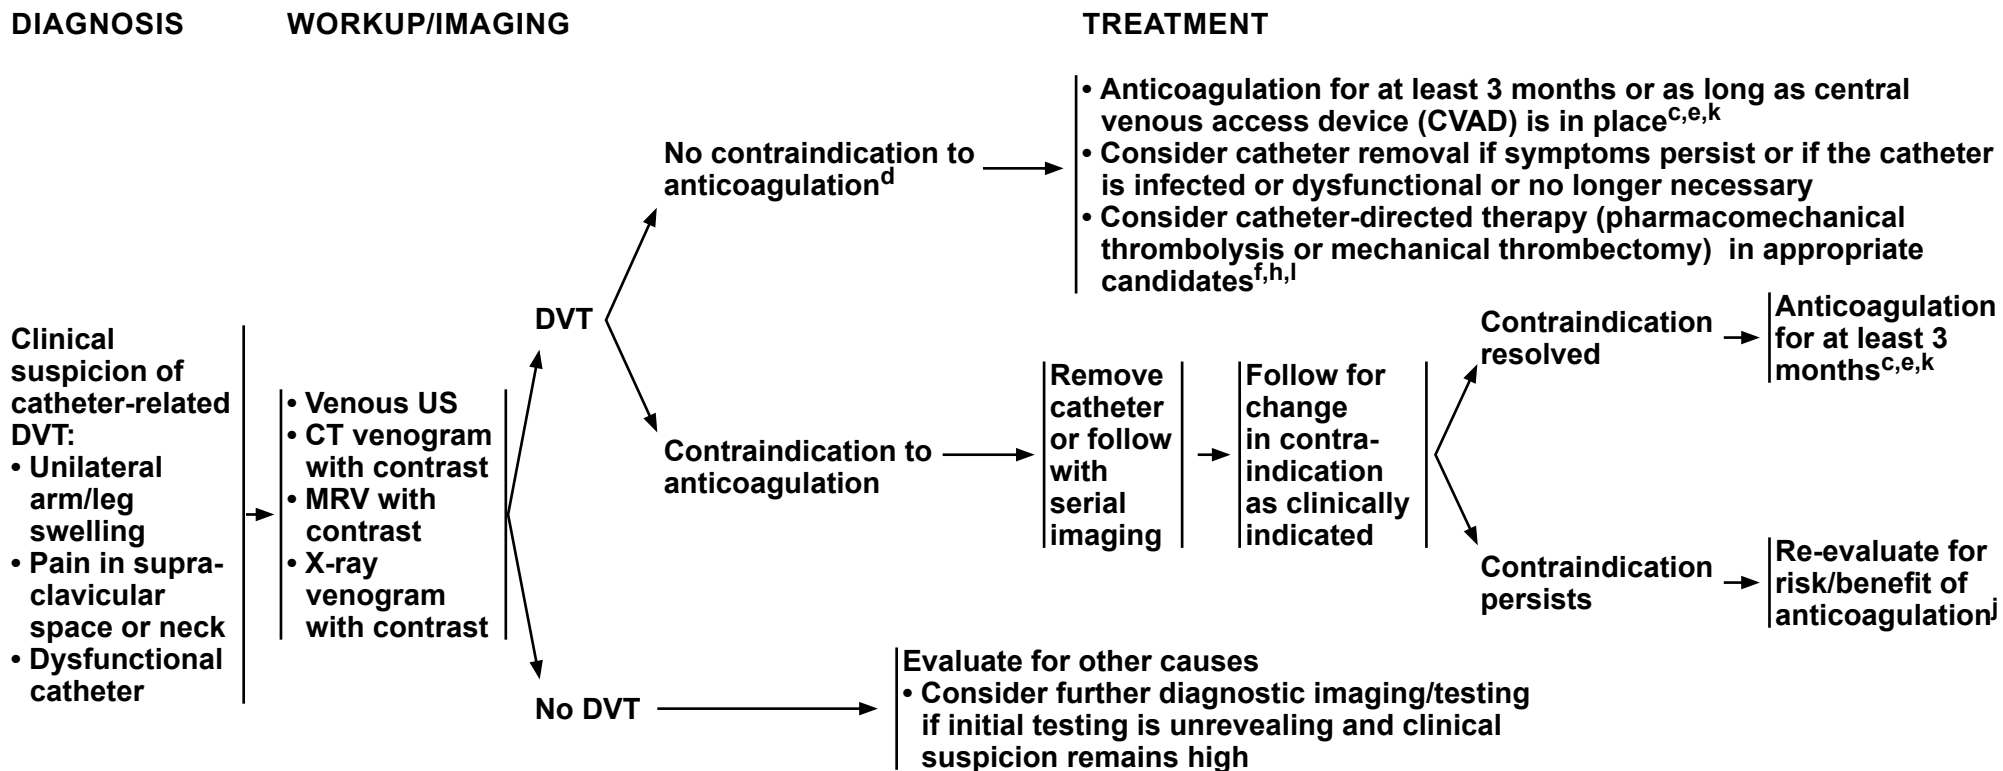 DIAGNOSIS
WORKUP/IMAGING
TREATMENT
Clinical
suspicion of
catheter-related
DVT:
• Unilateral
arm/leg
swelling
• Pain in supra-
clavicular
space or neck
• Dysfunctional
catheter
• Venous US
• CT venogram
with contrast
• MRV with
contrast
• X-ray
venogram
with contrast
DVT
No contraindication to
anticoagulationd
• Anticoagulation for at least 3 months or as long as central
venous access device (CVAD) is in placec,e,k
• Consider catheter removal if symptoms persist or if the catheter
is infected or dysfunctional or no longer necessary
• Consider catheter-directed therapy (pharmacomechanical
thrombolysis or mechanical thrombectomy) in appropriate
candidatesf,h,l
Contraindication to
anticoagulation
Remove
catheter
or follow
with
serial
imaging
Follow for
change
in contra-
indication
as clinically
indicated
Contraindication
resolved
Anticoagulation
for at least 3
monthsc,e,k
Contraindication
persists
Re-evaluate for
risk/benefit of
anticoagulationj
No DVT
Evaluate for other causes
• Consider further diagnostic imaging/testing
if initial testing is unrevealing and clinical
suspicion remains high